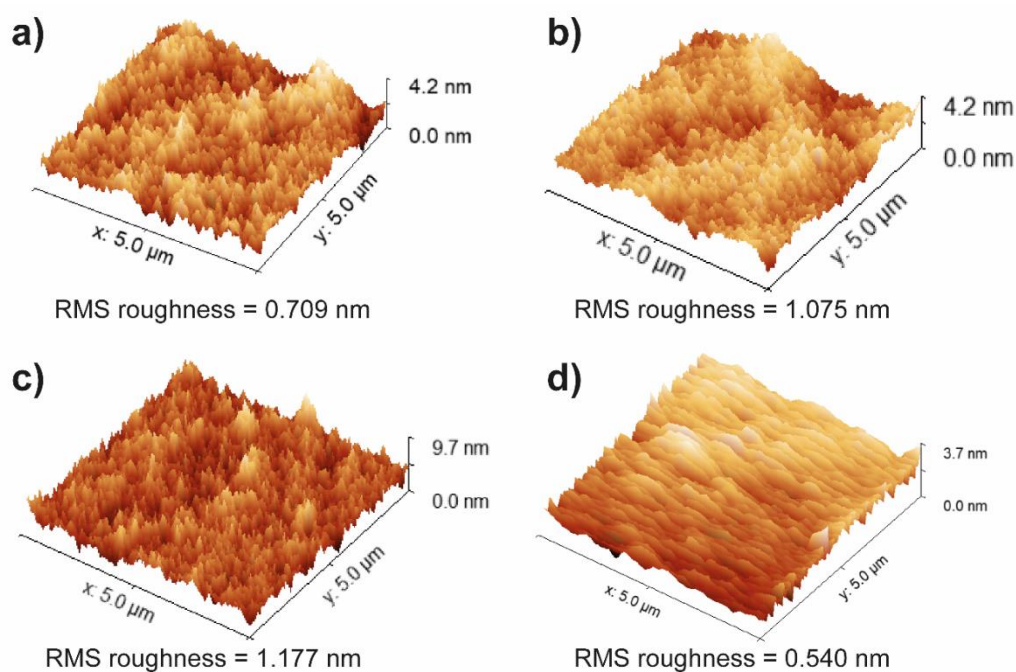 a)
4.2 nm
0.0 nm
x: 5.0 µm
y: 5.0 µm
RMS roughness = 0.709 nm
b)
4.2 nm
0.0 nm
x: 5.0 µm
y: 5.0 µm
RMS roughness = 1.075 nm
c)
9.7 nm
0.0 nm
x: 5.0 µm
y: 5.0 µm
RMS roughness = 1.177 nm
d)
3.7 nm
0.0 nm
x: 5.0 µm
y: 5.0 µm
RMS roughness = 0.540 nm